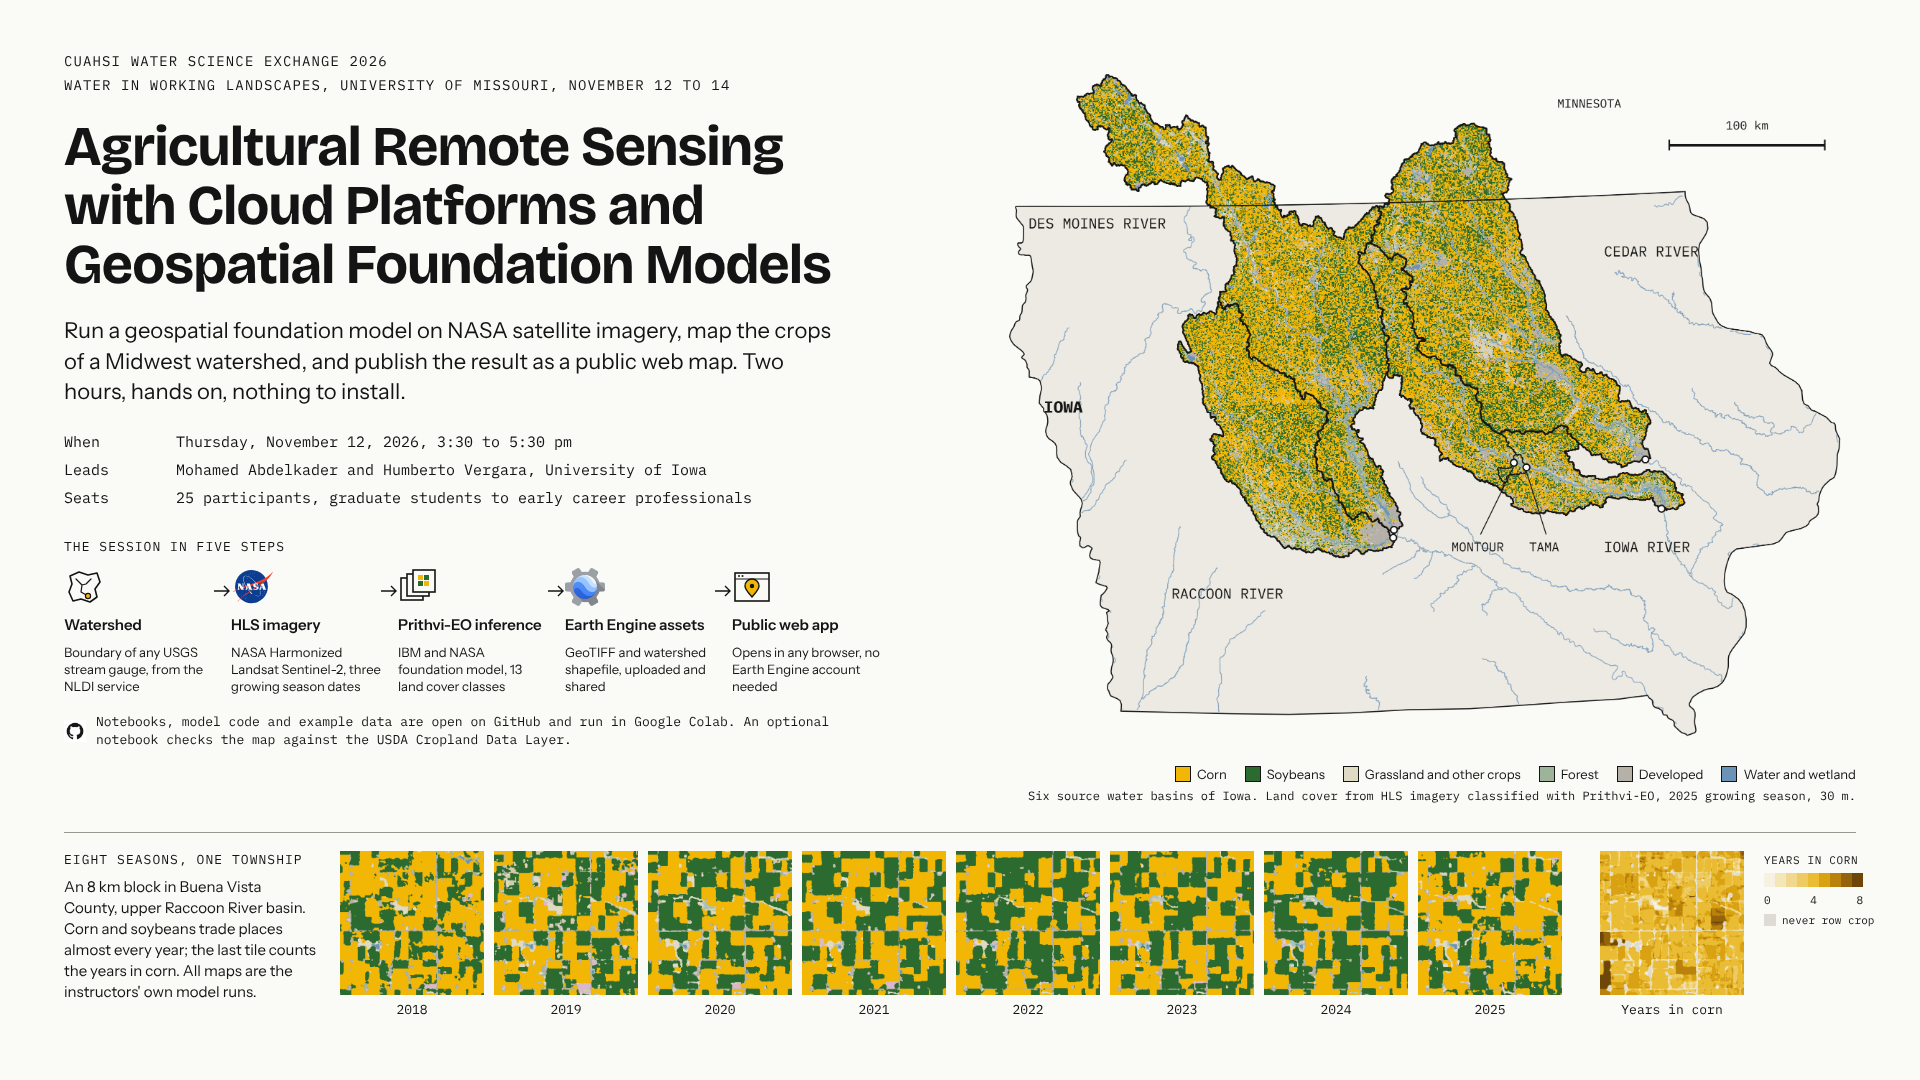 CUAHSI WATER SCIENCE EXCHANGE 2026
WATER IN WORKING LANDSCAPES, UNIVERSITY OF MISSOURI, NOVEMBER 12 TO 14
Agricultural Remote Sensing
with Cloud Platforms and
Geospatial Foundation Models
Run a geospatial foundation model on NASA satellite imagery, map the crops
of a Midwest watershed, and publish the result as a public web map. Two
hours, hands on, nothing to install.
When Thursday, November 12, 2026, 3:30 to 5:30 pm
Leads Mohamed Abdelkader and Humberto Vergara, University of Iowa
Seats 25 participants, graduate students to early career professionals
THE SESSION IN FIVE STEPS
NASA
Watershed
Boundary of any USGS
stream gauge, from the
NLDI service
HLS imagery
NASA Harmonized
Landsat Sentinel-2, three
growing season dates
Prithvi-EO inference
IBM and NASA
foundation model, 13
land cover classes
Earth Engine assets
GeoTIFF and watershed
shapefile, uploaded and
shared
Public web app
Opens in any browser, no
Earth Engine account
needed
Notebooks, model code and example data are open on GitHub and run in Google Colab. An optional
notebook checks the map against the USDA Cropland Data Layer.
MINNESOTA
100 km
DES MOINES RIVER
CEDAR RIVER
IOWA
MONTOUR
TAMA
IOWA RIVER
RACCOON RIVER
Corn
Soybeans
Grassland and other crops
Forest
Developed
Water and wetland
Six source water basins of Iowa. Land cover from HLS imagery classified with Prithvi-EO, 2025 growing season, 30 m.
EIGHT SEASONS, ONE TOWNSHIP
An 8 km block in Buena Vista
County, upper Raccoon River basin.
Corn and soybeans trade places
almost every year; the last tile counts
the years in corn. All maps are the
instructors' own model runs.
2018
2019
2020
2021
2022
2023
2024
2025
Years in corn
YEARS IN CORN
0 4 8
never row crop